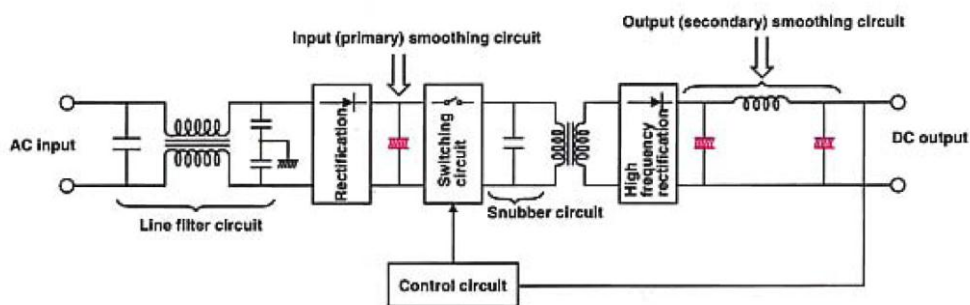 Output (secondary) smoothing circuit
Input (primary) smoothing circuit
AC input
Rectification
Switching
circuit
High
frequency
rectification
DC output
Line filter circuit
Snubber circuit
Control circuit